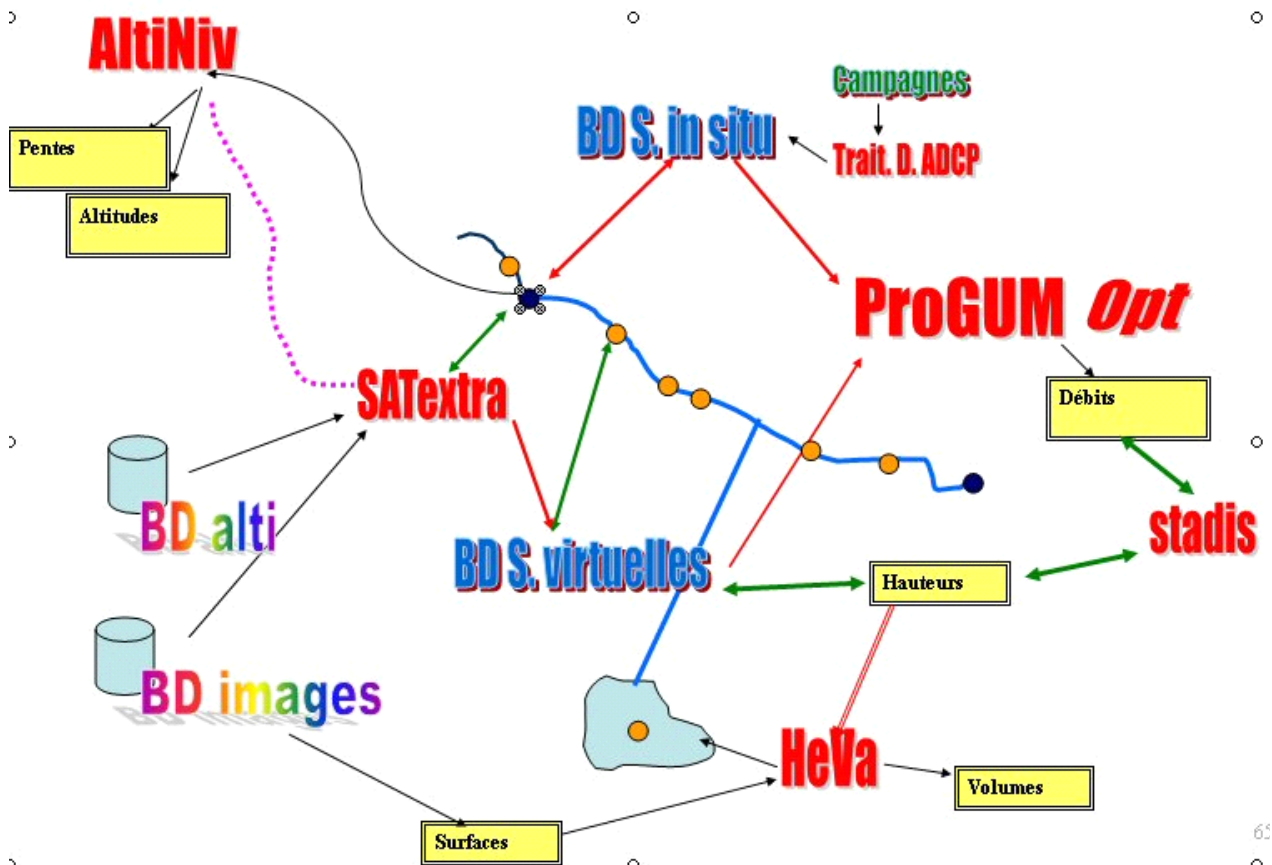 AltiNiv
Campagnes
BD S. in situ
Trait. D. ADCP
Pentes
Altitudes
ProGUM Opt
SATextra
Débits
BD alti
stadis
BD S. virtuelles
Hauteurs
BD images
HeVa
Volumes
Surfaces
65